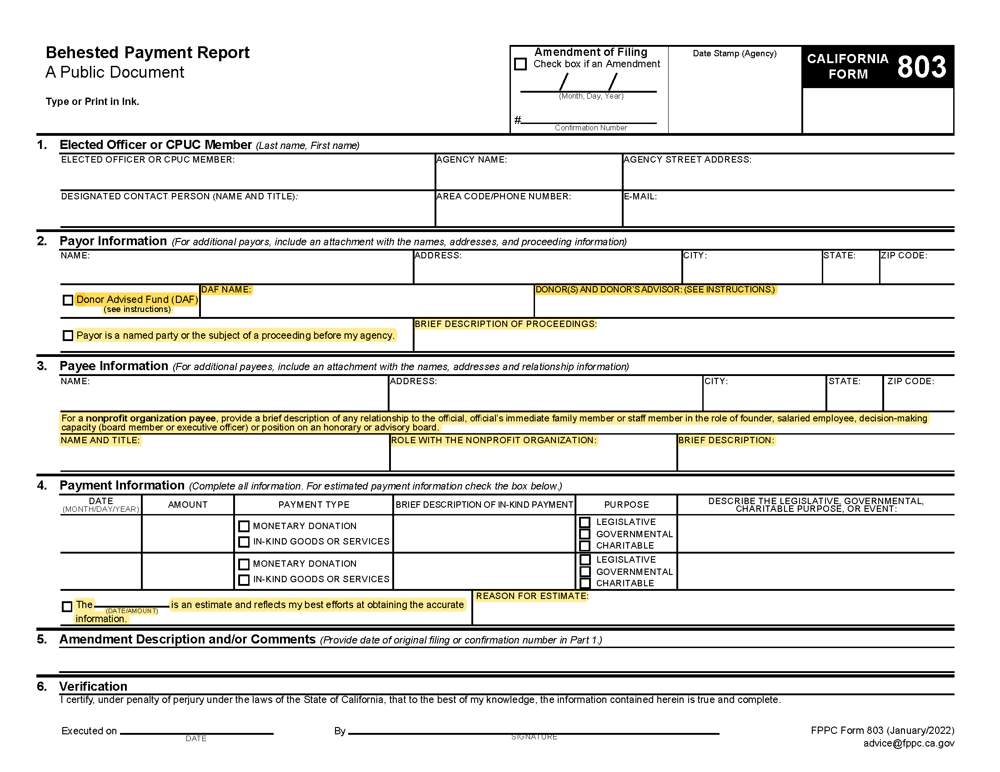 Behested Payment Report
A Public Document
Type or Print in Ink.
Amendment of Filing
Check box if an Amendment
/ /
(Month, Day, Year)
#
Confirmation Number
Date Stamp (Agency)
CALIFORNIA
FORM
803
1. Elected Officer or CPUC Member (Last name, First name)
ELECTED OFFICER OR CPUC MEMBER:
AGENCY NAME:
AGENCY STREET ADDRESS:
DESIGNATED CONTACT PERSON (NAME AND TITLE):
AREA CODE/PHONE NUMBER:
E-MAIL:
2. Payor Information (For additional payors, include an attachment with the names, addresses, and proceeding information)
NAME:
ADDRESS:
CITY:
STATE:
ZIP CODE:
Donor Advised Fund (DAF)
(see instructions)
DAF NAME:
DONOR(S) AND DONOR'S ADVISOR: (SEE INSTRUCTIONS.)
Payor is a named party or the subject of a proceeding before my agency.
BRIEF DESCRIPTION OF PROCEEDINGS:
3. Payee Information (For additional payees, include an attachment with the names, addresses and relationship information)
NAME:
ADDRESS:
CITY:
STATE:
ZIP CODE:
For a nonprofit organization payee, provide a brief description of any relationship to the official, official's immediate family member or staff member in the role of founder, salaried employee, decision-making
capacity (board member or executive officer) or position on an honorary or advisory board.
NAME AND TITLE:
ROLE WITH THE NONPROFIT ORGANIZATION:
BRIEF DESCRIPTION:
4. Payment Information (Complete all information. For estimated payment information check the box below.)
DATE
(MONTH/DAY/YEAR)
AMOUNT
PAYMENT TYPE
BRIEF DESCRIPTION OF IN-KIND PAYMENT
PURPOSE
DESCRIBE THE LEGISLATIVE, GOVERNMENTAL,
CHARITABLE PURPOSE, OR EVENT:
MONETARY DONATION
IN-KIND GOODS OR SERVICES
LEGISLATIVE
GOVERNMENTAL
CHARITABLE
MONETARY DONATION
IN-KIND GOODS OR SERVICES
LEGISLATIVE
GOVERNMENTAL
CHARITABLE
The is an estimate and reflects my best efforts at obtaining the accurate
(DATE/AMOUNT)
information.
REASON FOR ESTIMATE:
5. Amendment Description and/or Comments (Provide date of original filing or confirmation number in Part 1.)
6. Verification
I certify, under penalty of perjury under the laws of the State of California, that to the best of my knowledge, the information contained herein is true and complete.
Executed on
DATE
By
SIGNATURE
FPPC Form 803 (January/2022)
advice@fppc.ca.gov